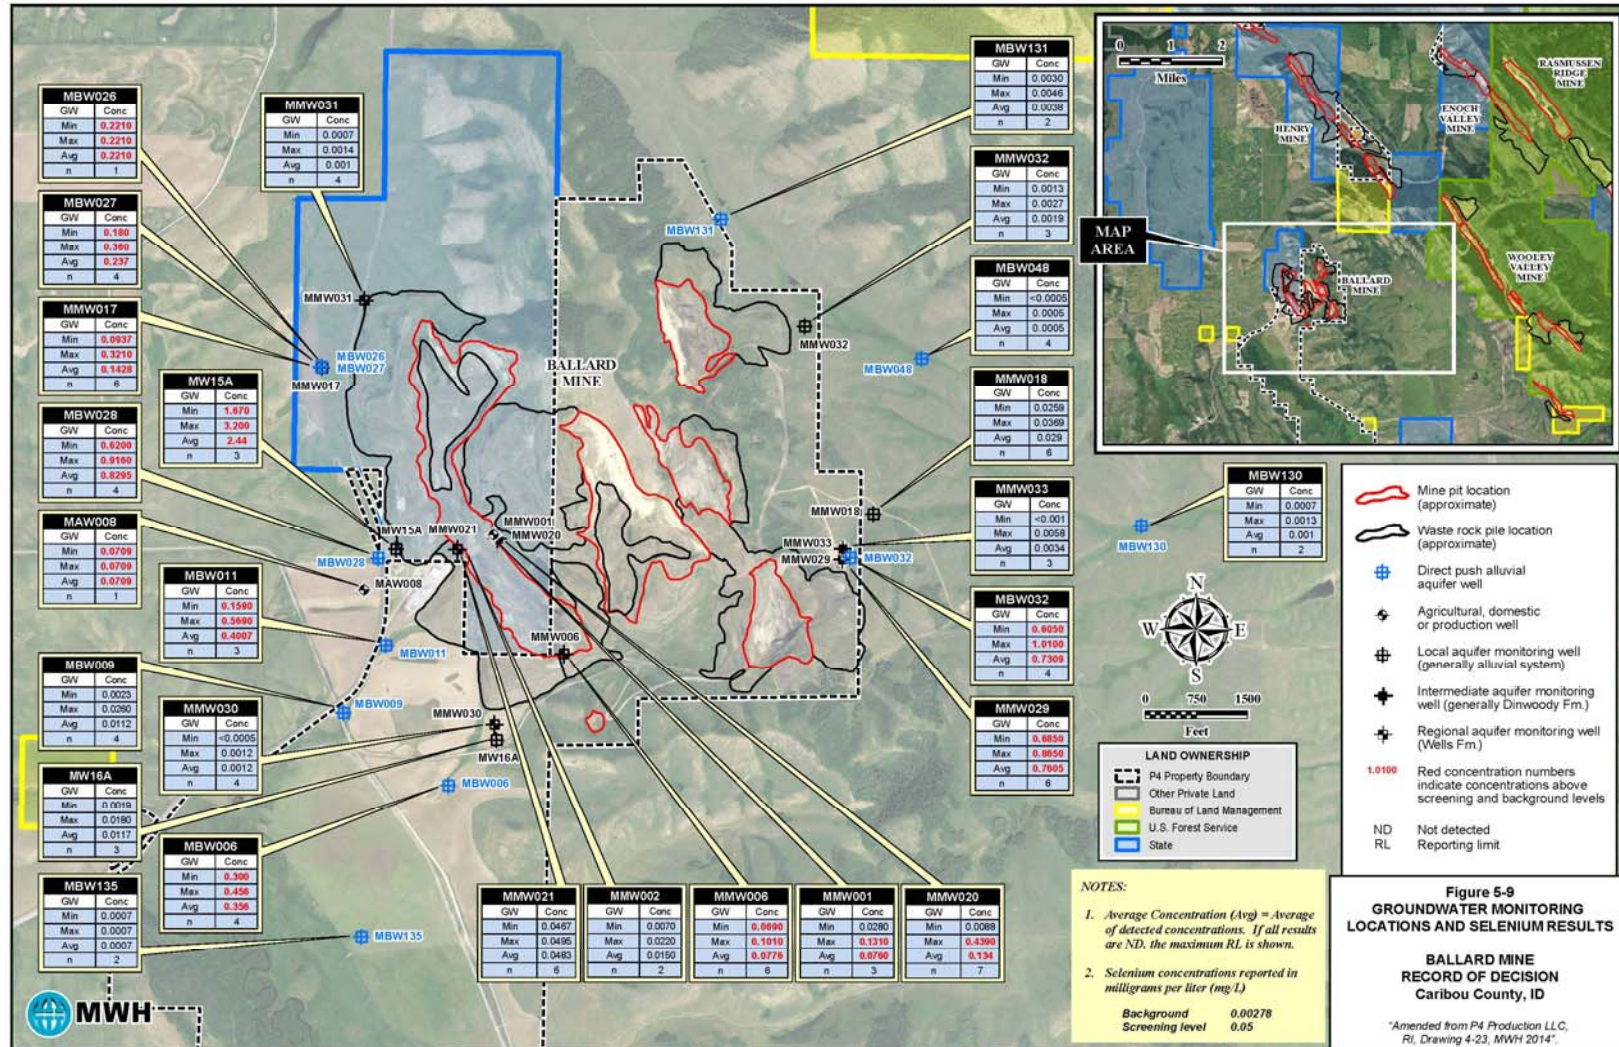 MBW026
GW Conc
Min 0.2210
Max 0.2210
Avg 0.2210
n 1
MBW027
GW Conc
Min 0.180
Max 0.360
Avg 0.237
n 4
MMW017
GW Conc
Min 0.0937
Max 0.3210
Avg 0.1428
n 6
MBW028
GW Conc
Min 0.6200
Max 0.9160
Avg 0.8295
n 4
MAW008
GW Conc
Min 0.0709
Max 0.0709
Avg 0.0709
n 1
MBW011
GW Conc
Min 0.1590
Max 0.5690
Avg 0.4007
n 3
MBW009
GW Conc
Min 0.0023
Max 0.0260
Avg 0.0112
n 4
MW16A
GW Conc
Min 0.0019
Max 0.0180
Avg 0.0117
n 3
MBW135
GW Conc
Min 0.0007
Max 0.0007
Avg 0.0007
n 2
MMW031
GW Conc
Min 0.0007
Max 0.0014
Avg 0.001
n 4
MW15A
GW Conc
Min 1.670
Max 3.200
Avg 2.44
n 3
MMW030
GW Conc
Min <0.0005
Max 0.0012
Avg 0.0012
n 4
MBW006
GW Conc
Min 0.300
Max 0.456
Avg 0.356
n 4
MMW021
GW Conc
Min 0.0467
Max 0.0495
Avg 0.0483
n 6
MMW002
GW Conc
Min 0.0070
Max 0.0220
Avg 0.0150
n 2
MMW006
GW Conc
Min 0.0690
Max 0.1010
Avg 0.0776
n 6
MMW001
GW Conc
Min 0.0280
Max 0.1310
Avg 0.0760
n 3
MMW020
GW Conc
Min 0.0088
Max 0.4390
Avg 0.134
n 7
MBW131
GW Conc
Min 0.0030
Max 0.0046
Avg 0.0038
n 2
MMW032
GW Conc
Min 0.0013
Max 0.0027
Avg 0.0019
n 3
MBW048
GW Conc
Min <0.0005
Max 0.0005
Avg 0.0005
n 4
MMW018
GW Conc
Min 0.0259
Max 0.0369
Avg 0.029
n 6
MMW033
GW Conc
Min <0.001
Max 0.0058
Avg 0.0034
n 3
MBW032
GW Conc
Min 0.6050
Max 1.0100
Avg 0.7309
n 4
MMW029
GW Conc
Min 0.6850
Max 0.8650
Avg 0.7605
n 6
MBW130
GW Conc
Min 0.0007
Max 0.0013
Avg 0.001
n 2
MBW131
MMW031
MBW026
MBW027
MMW017
BALLARD
MINE
MMW032
MBW048
MMW018
MMW033
MMW029
MBW032
MBW130
MW15A
MMW021
MMW001
MMW020
MBW028
MAW008
MBW011
MMW006
MBW009
MMW030
MW16A
MBW006
MBW135
MWH
0 1 2
Miles
HENRY
MINE
ENOCH
VALLEY
MINE
RASMUSSEN
RIDGE
MINE
WOOLEY
VALLEY
MINE
BALLARD
MINE
MAP
AREA
N
W E
S
0 750 1500
Feet
Mine pit location
(approximate)
Waste rock pile location
(approximate)
Direct push alluvial
aquifer well
Agricultural, domestic
or production well
Local aquifer monitoring well
(generally alluvial system)
Intermediate aquifer monitoring
well (generally Dinwoody Fm.)
Regional aquifer monitoring well
(Wells Fm.)
1.0100 Red concentration numbers
indicate concentrations above
screening and background levels
ND Not detected
RL Reporting limit
LAND OWNERSHIP
P4 Property Boundary
Other Private Land
Bureau of Land Management
U.S. Forest Service
State
NOTES:
1. Average Concentration (Avg) = Average
of detected concentrations. If all results
are ND, the maximum RL is shown.
2. Selenium concentrations reported in
milligrams per liter (mg/L)
Background 0.00278
Screening level 0.05
Figure 5-9
GROUNDWATER MONITORING
LOCATIONS AND SELENIUM RESULTS
BALLARD MINE
RECORD OF DECISION
Caribou County, ID
"Amended from P4 Production LLC,
RI, Drawing 4-23, MWH 2014".